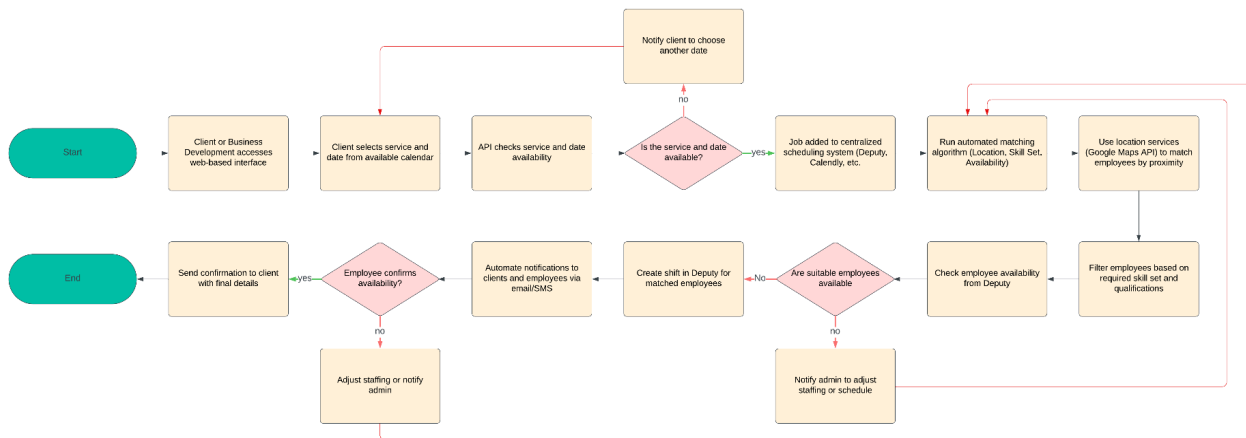 Notify client to choose
another date
no
Start
Client or Business
Development accesses
web-based interface
Client selects service and
date from available calendar
API checks service and date
availability
Is the service and date
available?
yes
Job added to centralized
scheduling system (Deputy,
Calendly, etc.
Run automated matching
algorithm (Location, Skill Set,
Availability)
Use location services
(Google Maps API) to match
employees by proximity
End
Send confirmation to client
with final details
yes
Employee confirms
availability?
Automate notifications to
clients and employees via
email/SMS
Create shift in Deputy for
matched employees
No
Are suitable employees
available
Check employee availability
from Deputy
Filter employees based on
required skill set and
qualifications
no
no
Adjust staffing or notify
admin
Notify admin to adjust
staffing or schedule